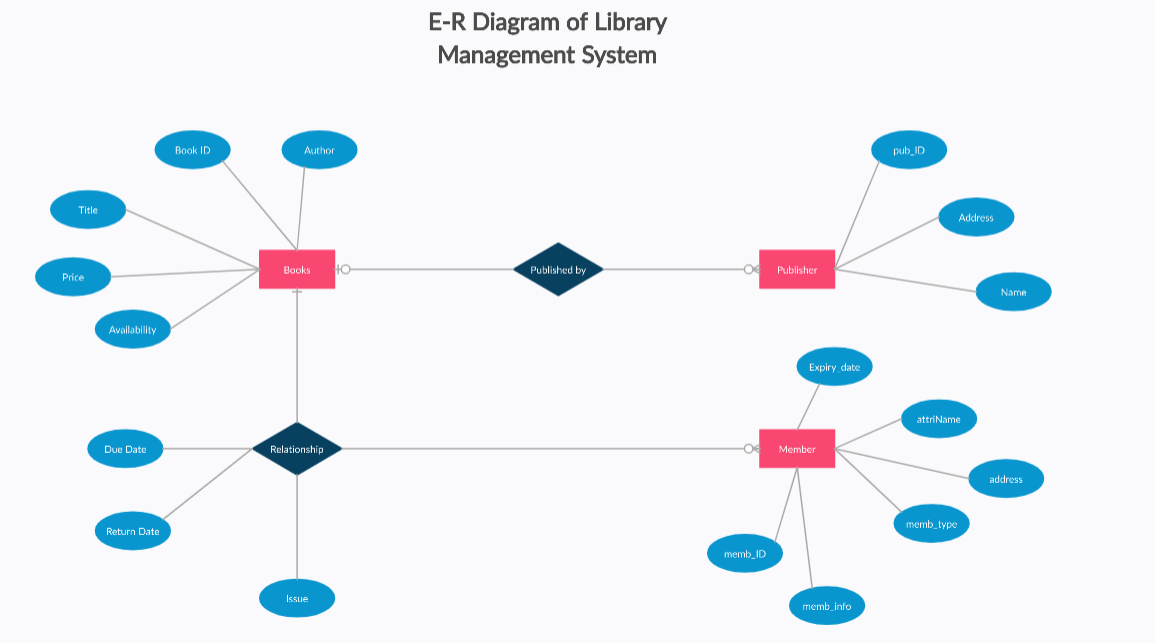 E-R Diagram of Library
Management System
Book ID
Author
pub_ID
Title
Address
Books
Published by
Publisher
Price
Name
Availability
Expiry_date
attriName
Due Date
Relationship
Member
address
memb_type
Return Date
memb_ID
Issue
memb_info